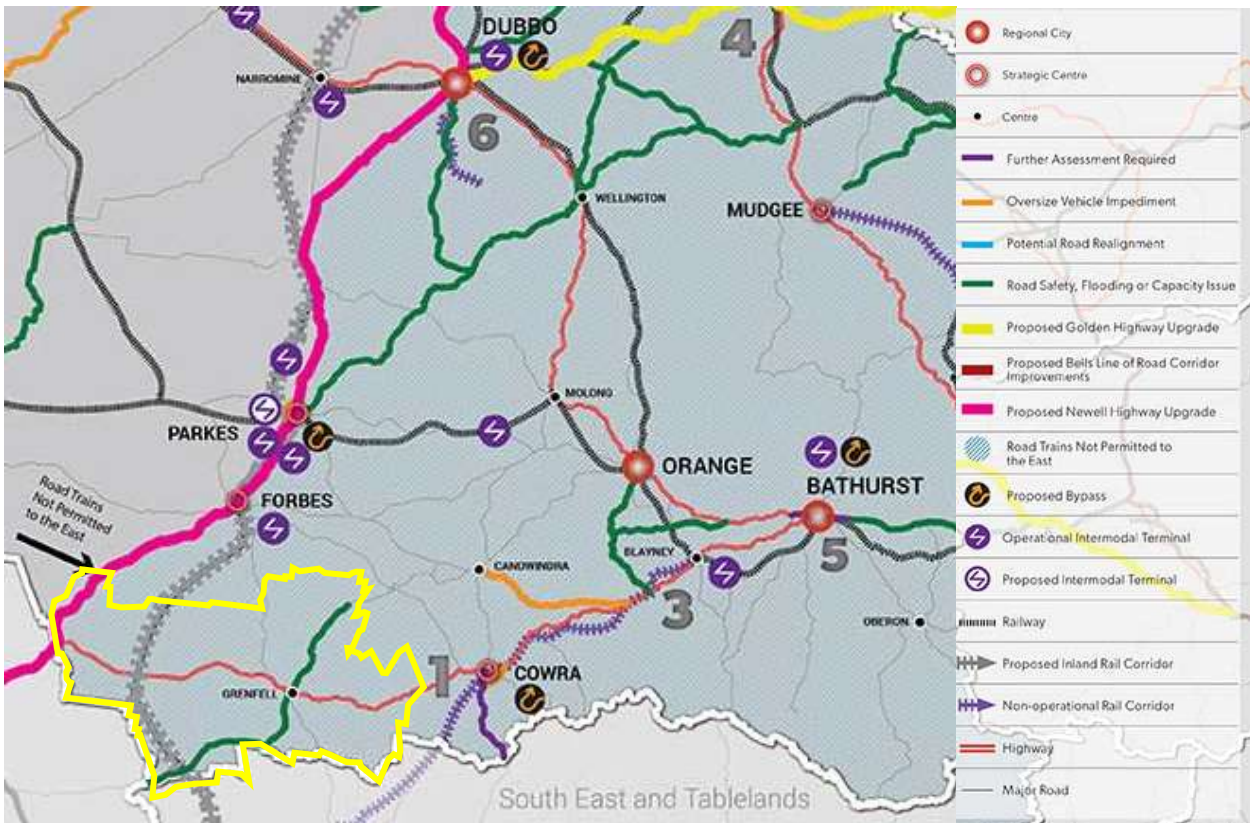 DUBBO
4
NARROMINE
6
WELLINGTON
MUDGEE
MOLONG
PARKES
ORANGE
BATHURST
FORBES
Road Trains
Not Permitted
to the East
5
BLAYNEY
CANOWINDRA
3
OBERON
1
COWRA
GRENFELL
South East and Tablelands
Regional City
Strategic Centre
Centre
Further Assessment Required
Oversize Vehicle Impediment
Potential Road Realignment
Road Safety, Flooding or Capacity Issue
Proposed Golden Highway Upgrade
Proposed Bells Line of Road Corridor
Improvements
Proposed Newell Highway Upgrade
Road Trains Not Permitted to
the East
Proposed Bypass
Operational Intermodal Terminal
Proposed Intermodal Terminal
Railway
Proposed Inland Rail Corridor
Non-operational Rail Corridor
Highway
Major Road